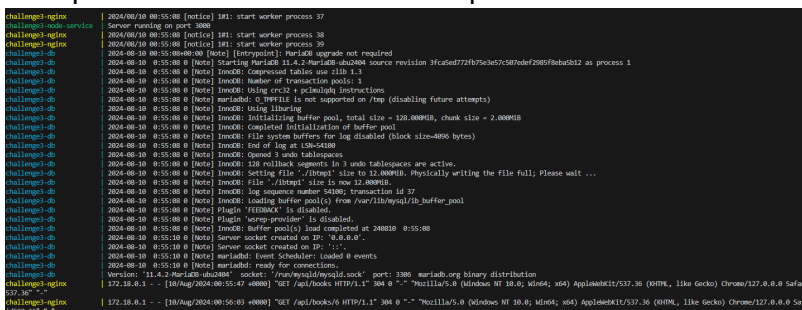 challenge3-nginx | 2024/08/10 00:55:08 [notice] 1#1: start worker process 37
challenge3-node-service | Server running on port 3000
challenge3-nginx | 2024/08/10 00:55:08 [notice] 1#1: start worker process 38
challenge3-nginx | 2024/08/10 00:55:08 [notice] 1#1: start worker process 39
challenge3-db | 2024-08-10 00:55:08+00:00 [Note] [Entrypoint]: MariaDB upgrade not required
challenge3-db | 2024-08-10 0:55:08 0 [Note] Starting MariaDB 11.4.2-MariaDB-ubu2404 source revision 3fca5ed772fb75e3e57c507edef2985f8eba5b12 as process 1
challenge3-db | 2024-08-10 0:55:08 0 [Note] InnoDB: Compressed tables use zlib 1.3
challenge3-db | 2024-08-10 0:55:08 0 [Note] InnoDB: Number of transaction pools: 1
challenge3-db | 2024-08-10 0:55:08 0 [Note] InnoDB: Using crc32 + pclmulqdq instructions
challenge3-db | 2024-08-10 0:55:08 0 [Note] mariadbd: O_TMPFILE is not supported on /tmp (disabling future attempts)
challenge3-db | 2024-08-10 0:55:08 0 [Note] InnoDB: Using liburing
challenge3-db | 2024-08-10 0:55:08 0 [Note] InnoDB: Initializing buffer pool, total size = 128.000MiB, chunk size = 2.000MiB
challenge3-db | 2024-08-10 0:55:08 0 [Note] InnoDB: Completed initialization of buffer pool
challenge3-db | 2024-08-10 0:55:08 0 [Note] InnoDB: File system buffers for log disabled (block size=4096 bytes)
challenge3-db | 2024-08-10 0:55:08 0 [Note] InnoDB: End of log at LSN=54100
challenge3-db | 2024-08-10 0:55:08 0 [Note] InnoDB: Opened 3 undo tablespaces
challenge3-db | 2024-08-10 0:55:08 0 [Note] InnoDB: 128 rollback segments in 3 undo tablespaces are active.
challenge3-db | 2024-08-10 0:55:08 0 [Note] InnoDB: Setting file './ibtmp1' size to 12.000MiB. Physically writing the file full; Please wait ...
challenge3-db | 2024-08-10 0:55:08 0 [Note] InnoDB: File './ibtmp1' size is now 12.000MiB.
challenge3-db | 2024-08-10 0:55:08 0 [Note] InnoDB: log sequence number 54100; transaction id 37
challenge3-db | 2024-08-10 0:55:08 0 [Note] InnoDB: Loading buffer pool(s) from /var/lib/mysql/ib_buffer_pool
challenge3-db | 2024-08-10 0:55:08 0 [Note] Plugin 'FEEDBACK' is disabled.
challenge3-db | 2024-08-10 0:55:08 0 [Note] Plugin 'wsrep-provider' is disabled.
challenge3-db | 2024-08-10 0:55:08 0 [Note] InnoDB: Buffer pool(s) load completed at 240810 0:55:08
challenge3-db | 2024-08-10 0:55:10 0 [Note] Server socket created on IP: '0.0.0.0'.
challenge3-db | 2024-08-10 0:55:10 0 [Note] Server socket created on IP: '::'.
challenge3-db | 2024-08-10 0:55:10 0 [Note] mariadbd: Event Scheduler: Loaded 0 events
challenge3-db | 2024-08-10 0:55:10 0 [Note] mariadbd: ready for connections.
challenge3-db | Version: '11.4.2-MariaDB-ubu2404' socket: '/run/mysqld/mysqld.sock' port: 3306 mariadb.org binary distribution
challenge3-nginx | 172.18.0.1 - - [10/Aug/2024:00:55:47 +0000] "GET /api/books HTTP/1.1" 304 0 "-" "Mozilla/5.0 (Windows NT 10.0; Win64; x64) AppleWebKit/537.36 (KHTML, like Gecko) Chrome/127.0.0.0 Safa
537.36" "-"
challenge3-nginx | 172.18.0.1 - - [10/Aug/2024:00:56:03 +0000] "GET /api/books/6 HTTP/1.1" 304 0 "-" "Mozilla/5.0 (Windows NT 10.0; Win64; x64) AppleWebKit/537.36 (KHTML, like Gecko) Chrome/127.0.0.0 Sa